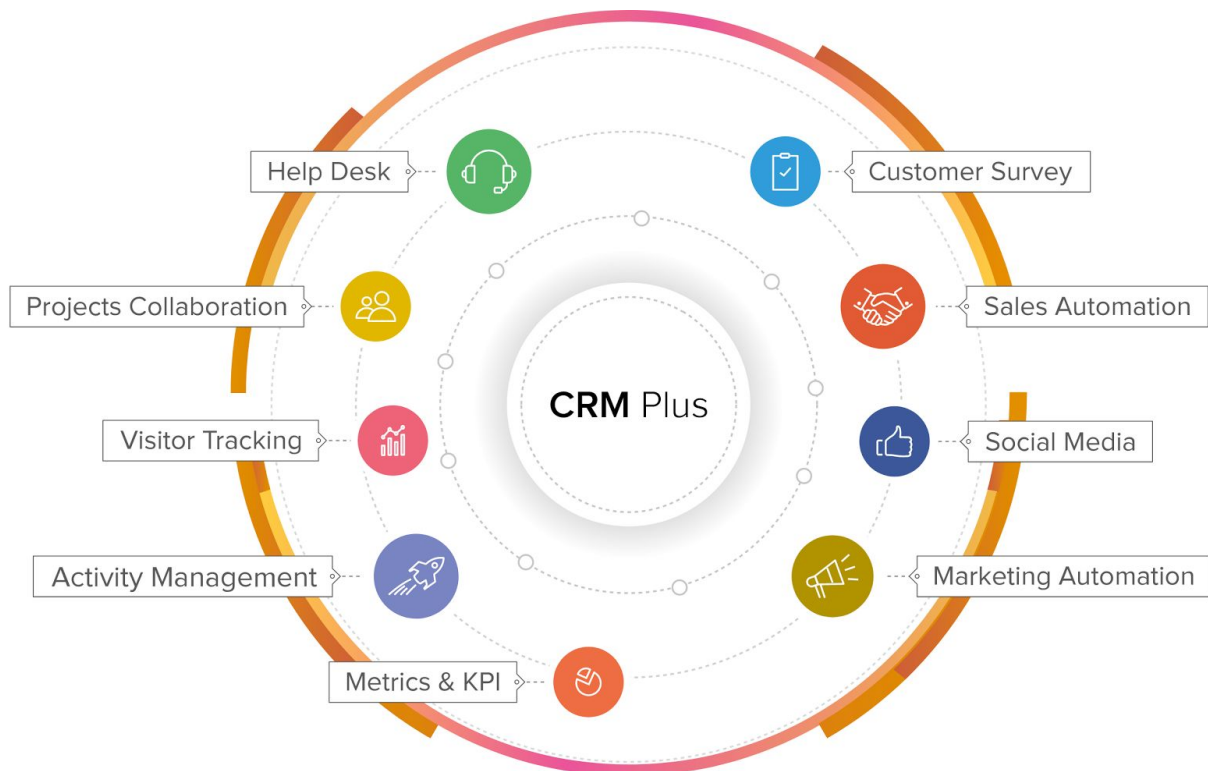 Help Desk
Customer Survey
Projects Collaboration
Sales Automation
CRM Plus
Visitor Tracking
Social Media
Activity Management
Marketing Automation
Metrics & KPI